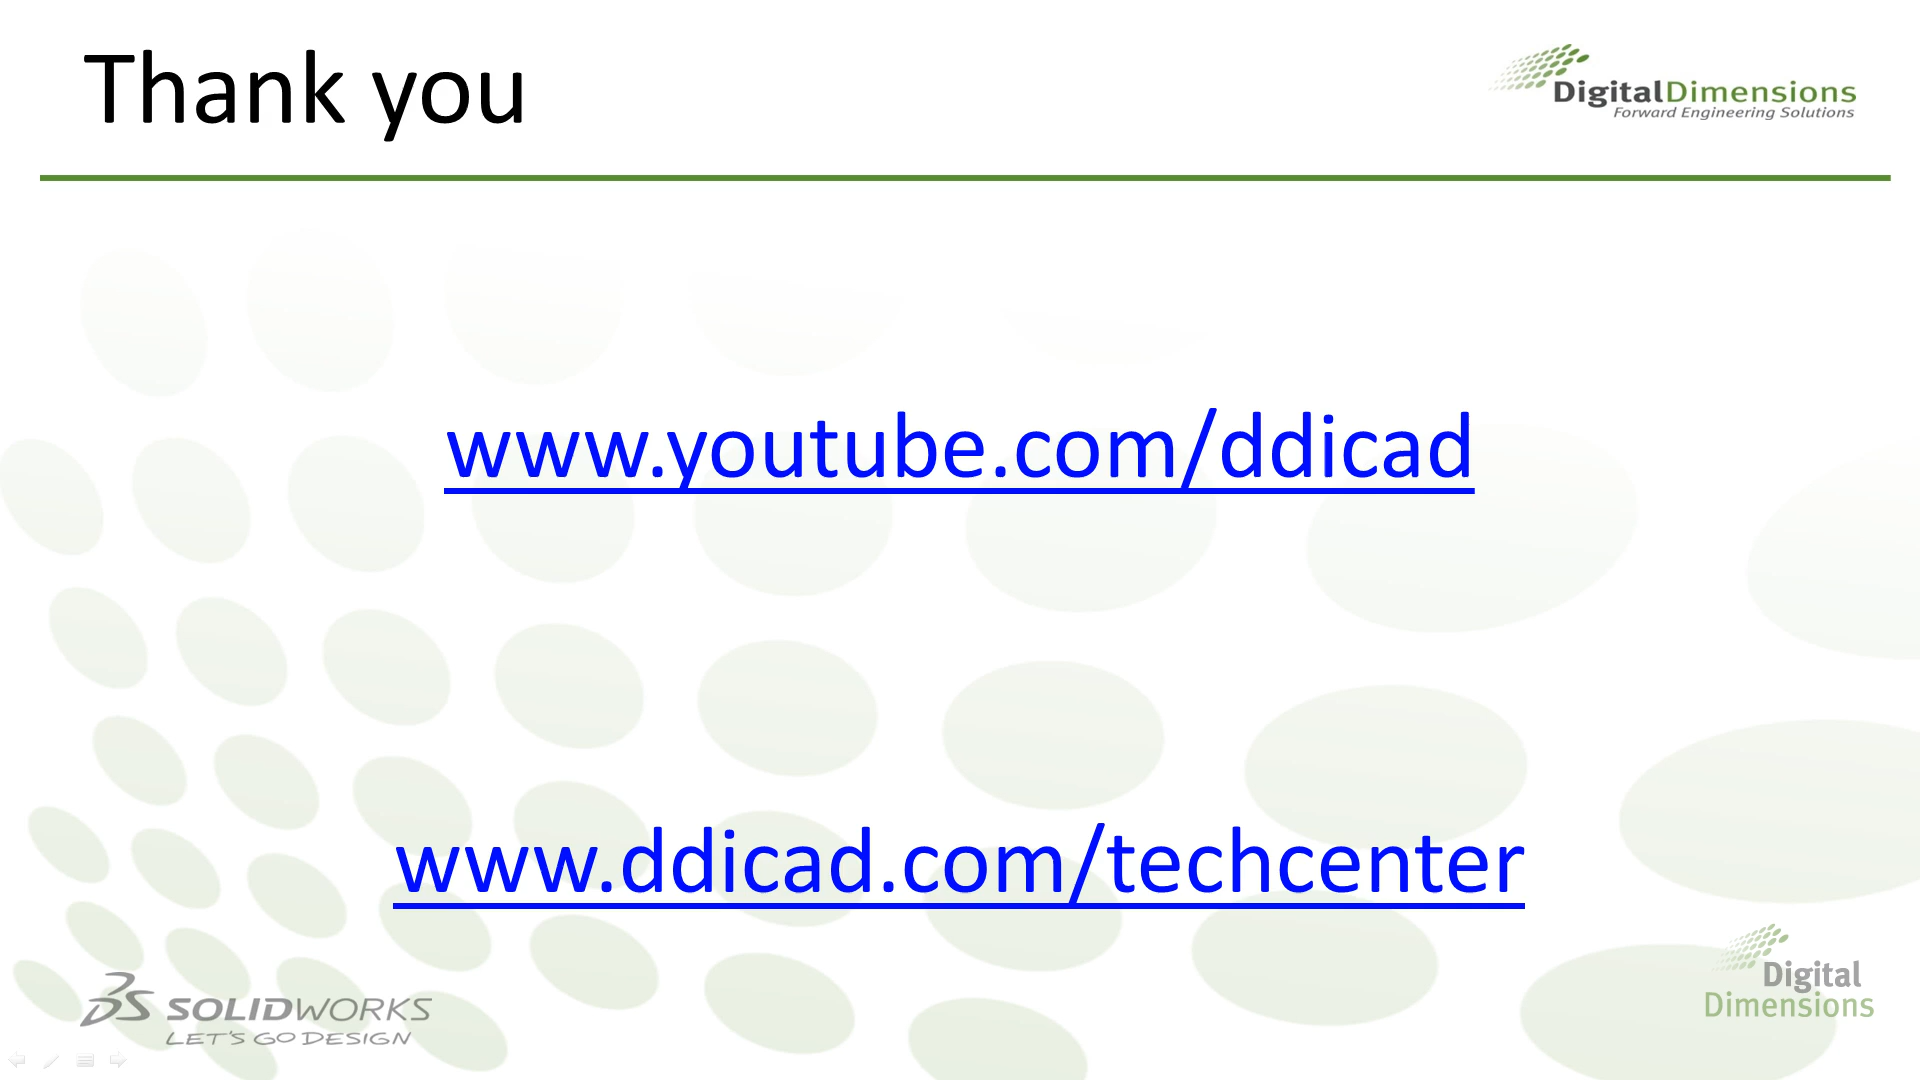 Thank you
DigitalDimensions
Forward Engineering Solutions
www.youtube.com/ddicad
www.ddicad.com/techcenter
SOLIDWORKS
LET'S GO DESIGN
Digital
Dimensions